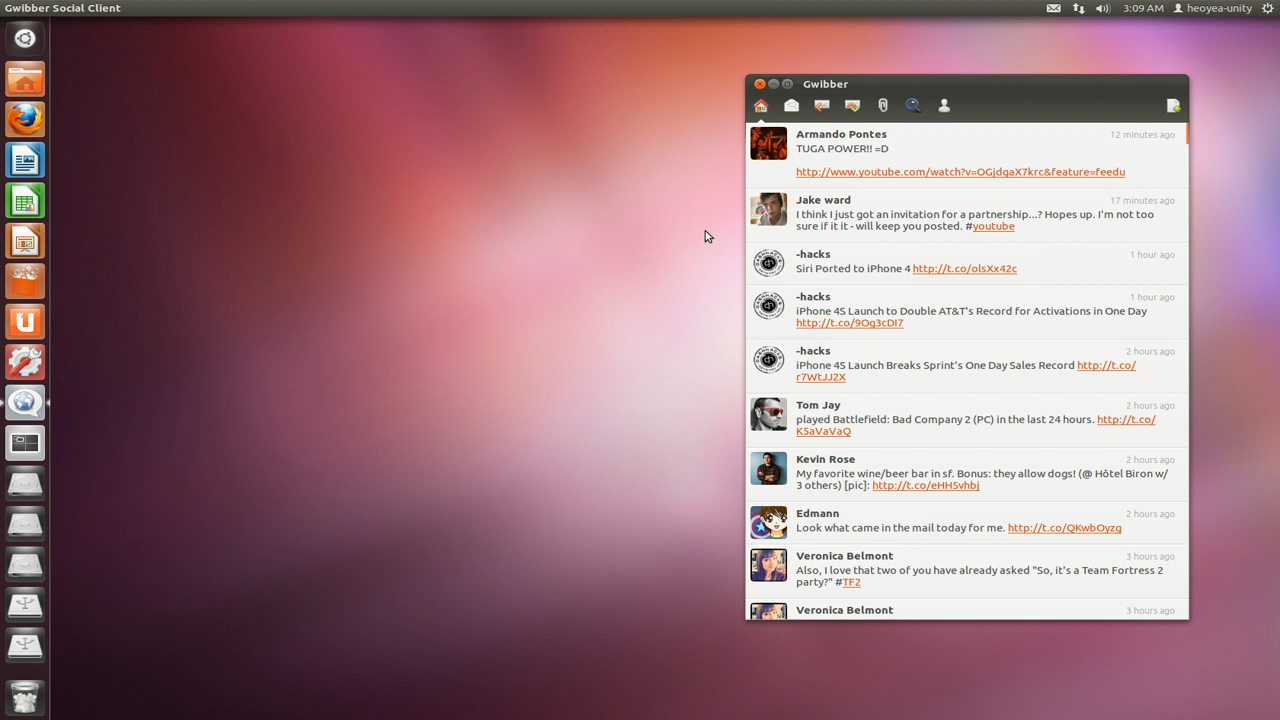 Gwibber Social Client
3:09 AM
heoyea-unity
Gwibber
Armando Pontes
12 minutes ago
TUGA POWER!! =D
http://www.youtube.com/watch?v=OGjdgaX7krc&feature=feedu
Jake ward
17 minutes ago
I think I just got an invitation for a partnership...? Hopes up. I'm not too
sure if it it - will keep you posted. #youtube
-hacks
1 hour ago
Siri Ported to iPhone 4 http://t.co/olsXx42c
-hacks
1 hour ago
iPhone 4S Launch to Double AT&T's Record for Activations in One Day
http://t.co/9Og3cDI7
-hacks
2 hours ago
iPhone 4S Launch Breaks Sprint's One Day Sales Record http://t.co/
r7WtJJ2X
Tom Jay
2 hours ago
played Battlefield: Bad Company 2 (PC) in the last 24 hours. http://t.co/
KSaVaVaQ
Kevin Rose
2 hours ago
My favorite wine/beer bar in sf. Bonus: they allow dogs! (@ Hôtel Biron w/
3 others) [pic]: http://t.co/eHH5vhbj
Edmann
2 hours ago
Look what came in the mail today for me. http://t.co/QKwbOyzg
Veronica Belmont
3 hours ago
Also, I love that two of you have already asked "So, it's a Team Fortress 2
party?" #TF2
Veronica Belmont
3 hours ago